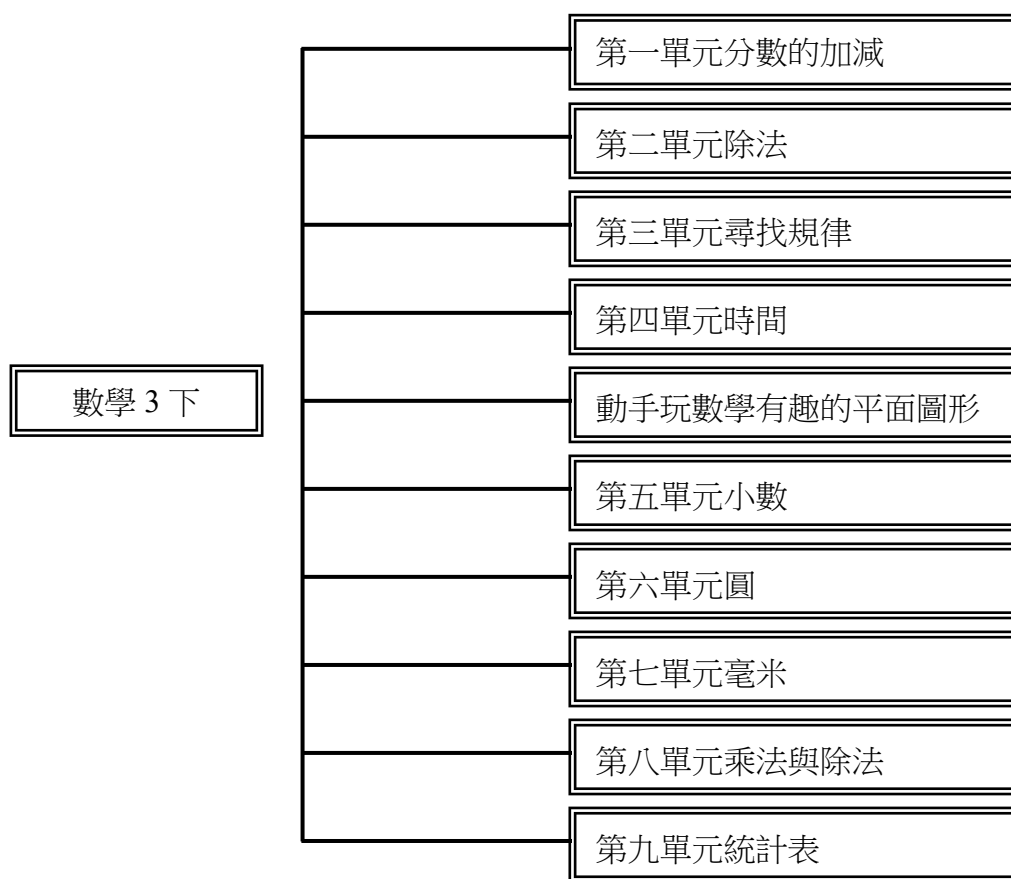 第一單元分數的加減
第二單元除法
第三單元尋找規律
第四單元時間
數學 3 下
動手玩數學有趣的平面圖形
第五單元小數
第六單元圓
第七單元毫米
第八單元乘法與除法
第九單元統計表